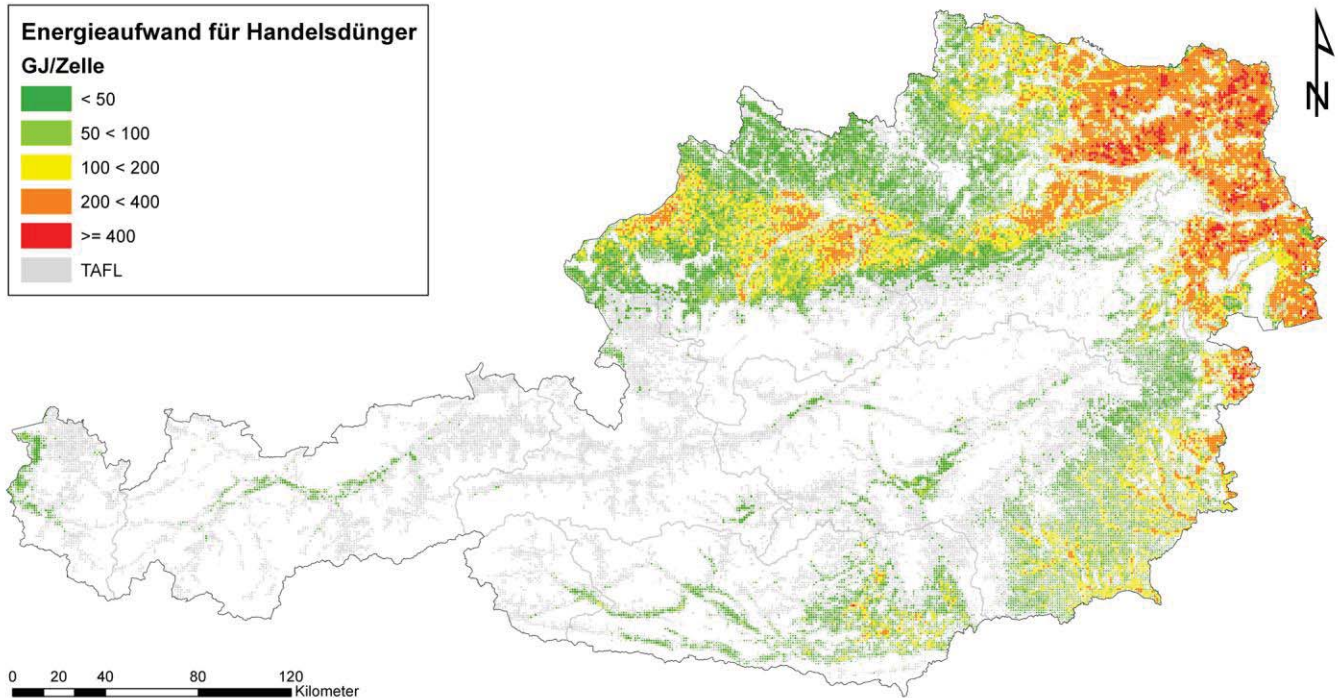 Energieaufwand für Handelsdünger
GJ/Zelle
< 50
50 < 100
100 < 200
200 < 400
>= 400
TAFL
N
0 20 40 80 120
Kilometer